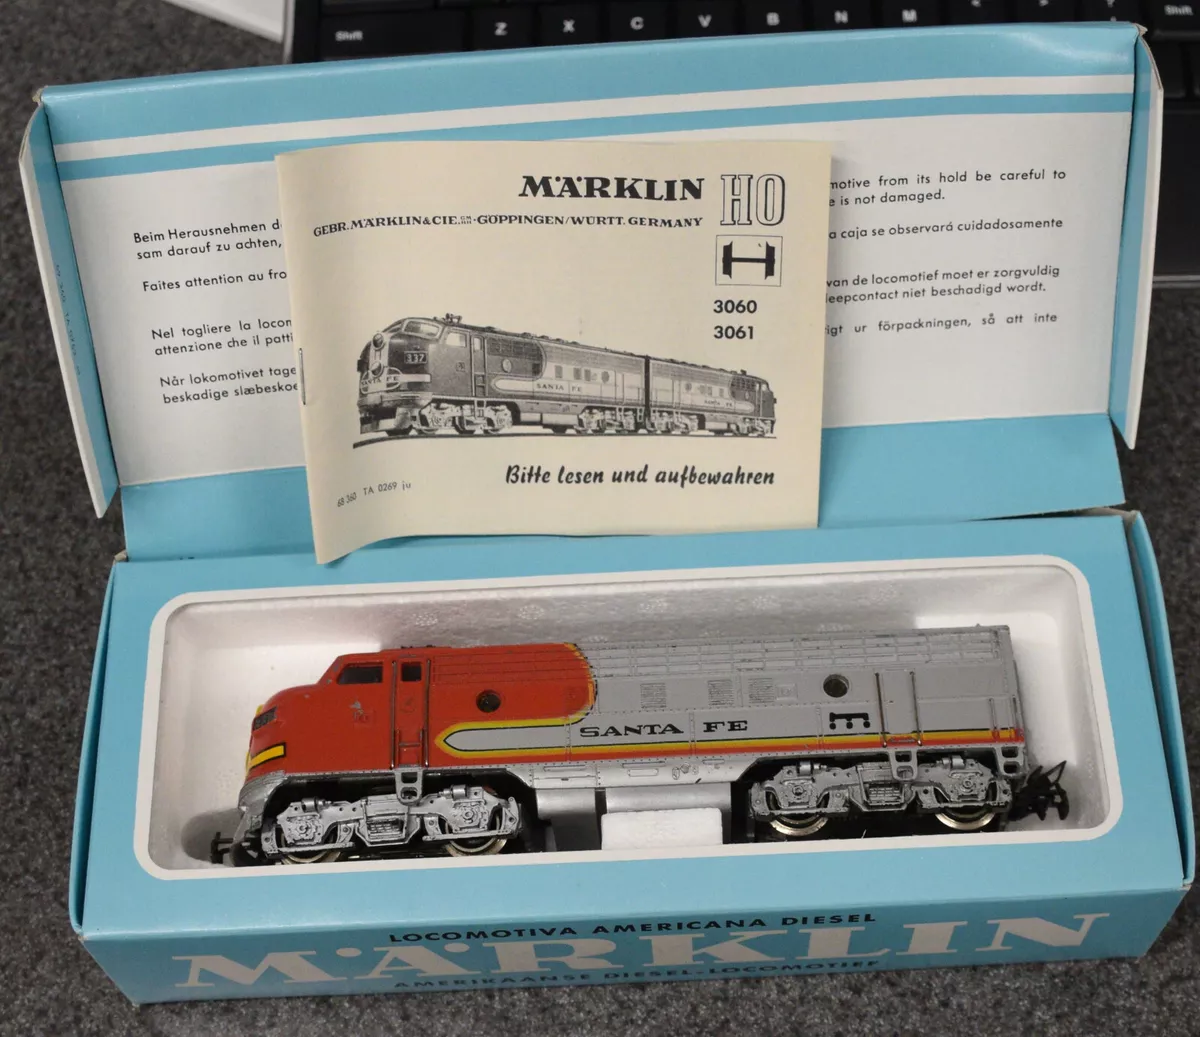 Shift
Z X C V B N M
Shift
Beim Herausnehmen d
sam darauf zu achten,
Faites attention au fro
Nel togliere la locon
attenzione che il patti
Når lokomotivet tage
beskadige slæbeskoe
motive from its hold be careful to
e is not damaged.
a caja se observará cuidadosamente
van de locomotief moet er zorgvuldig
leepcontact niet beschadigd wordt.
igt ur förpackningen, så att inte
MÄRKLIN HO
GEBR. MÄRKLIN & CIE. GMBH · GÖPPINGEN/WÜRTT. GERMANY
3060
3061
337
SANTA FE
SANTA FE
SANTA FE
Bitte lesen und aufbewahren
68 360 TA 0269 ju
SANTA FE
LOCOMOTIVA AMERICANA DIESEL
MÄRKLIN
AMERIKAANSE DIESEL-LOCOMOTIEF